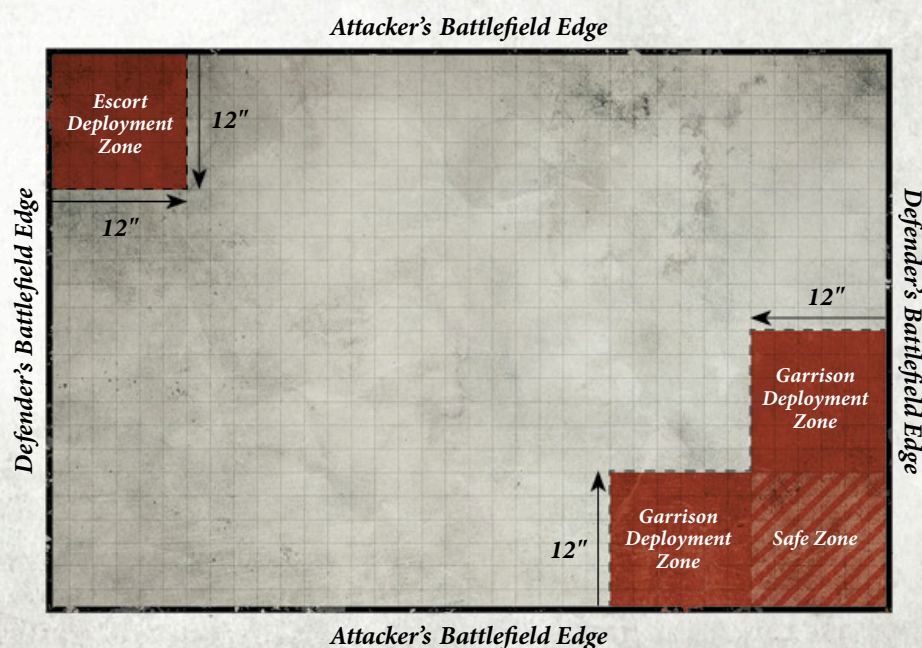 Attacker's Battlefield Edge
Escort
Deployment
Zone
12"
12"
Defender's Battlefield Edge
Defender's Battlefield Edge
12"
Garrison
Deployment
Zone
12"
Garrison
Deployment
Zone
Safe Zone
Attacker's Battlefield Edge